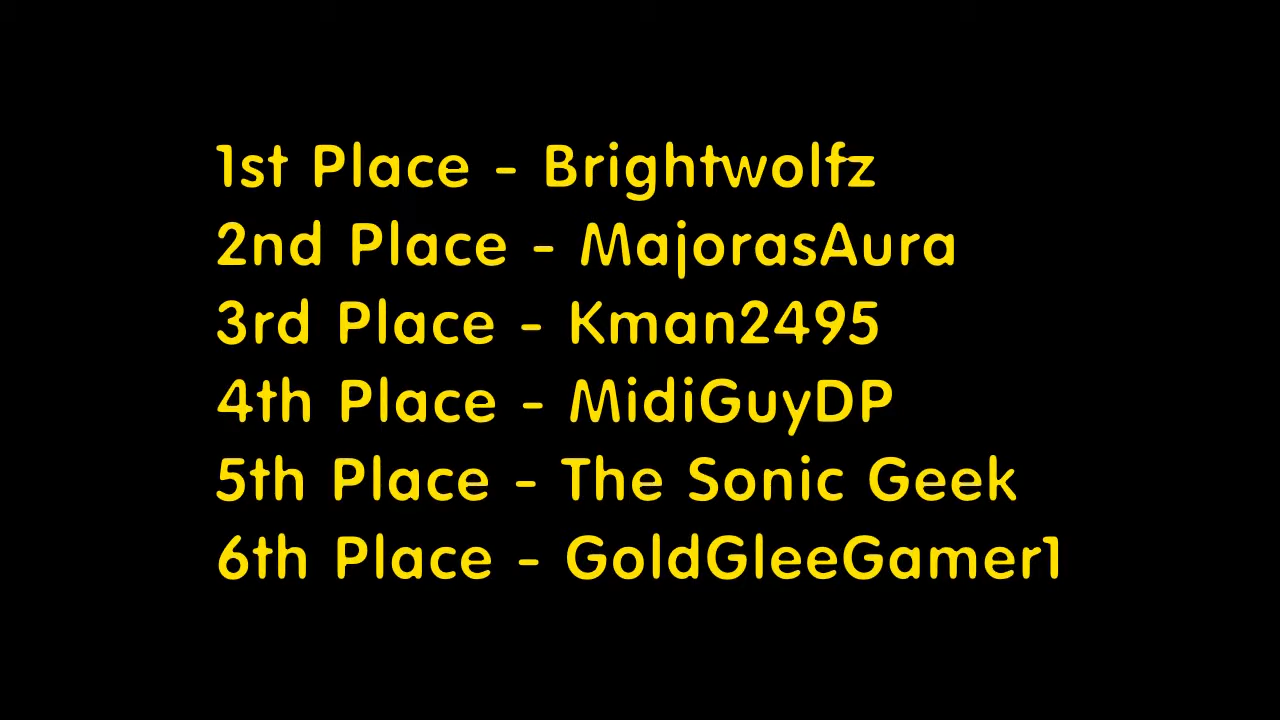 1st Place - Brightwolfz
2nd Place - MajorasAura
3rd Place - Kman2495
4th Place - MidiGuyDP
5th Place - The Sonic Geek
6th Place - GoldGleeGamer1